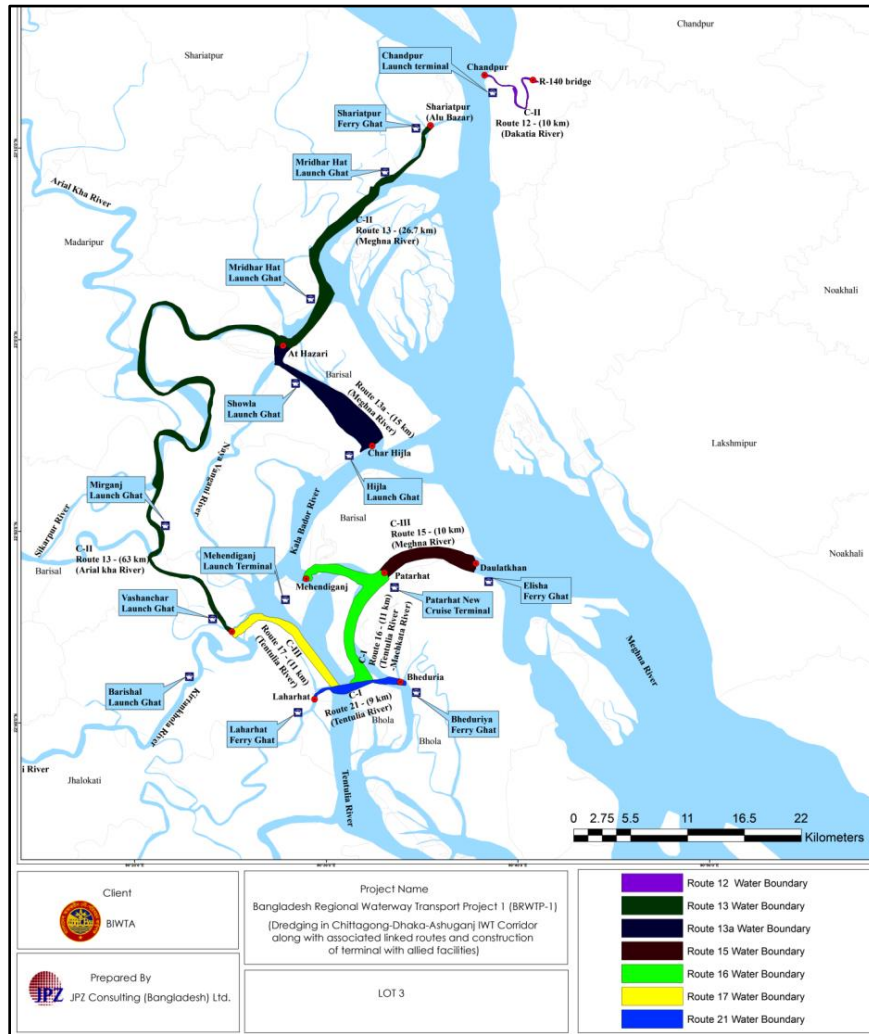 Chandpur
Shariatpur
Chandpur
Launch terminal
Chandpur
R-140 bridge
C-II
Route 12 - (10 km)
(Dakatia River)
Shariatpur
Ferry Ghat
Shariatpur
(Alu Bazar)
Mridhar Hat
Launch Ghat
Arial Kha River
C-II
Route 13 - (26.7 km)
(Meghna River)
Madaripur
Mridhar Hat
Launch Ghat
Noakhali
At Hazari
Barisal
Route 13a - (15 km)
(Meghna River)
Showla
Launch Ghat
Char Hijla
Lakshmipur
Naya Vangani River
Hijla
Launch Ghat
Mirganj
Launch Ghat
Sikarpur River
Kala Bador River
Barisal
C-III
Route 15 - (10 km)
(Meghna River)
C-II
Route 13 - (63 km)
(Arial kha River)
Barisal
Noakhali
Mehendiganj
Launch Terminal
Mehendiganj
Patarhat
Daulatkhan
Elisha
Ferry Ghat
Patarhat New
Cruise Terminal
Vashanchar
Launch Ghat
C-III
Route 17 - (11 km)
(Tentulia River)
C-I
Route 16 - (11 km)
(Tentulia River
-Machkata River)
Meghna River
Barishal
Launch Ghat
Kirtankhola River
Laharhat
Bheduria
C-I
Route 21 - (9 km)
(Tentulia River)
Laharhat
Ferry Ghat
Bheduriya
Ferry Ghat
Bhola
Bhola
i River
Jhalokati
Tentulia River
0 2.75 5.5 11 16.5 22
Kilometers
Client
BIWTA
Prepared By
JPZ
JPZ Consulting (Bangladesh) Ltd.
Project Name
Bangladesh Regional Waterway Transport Project 1 (BRWTP-1)
(Dredging in Chittagong-Dhaka-Ashuganj IWT Corridor
along with associated linked routes and construction
of terminal with allied facilities)
LOT 3
Route 12 Water Boundary
Route 13 Water Boundary
Route 13a Water Boundary
Route 15 Water Boundary
Route 16 Water Boundary
Route 17 Water Boundary
Route 21 Water Boundary